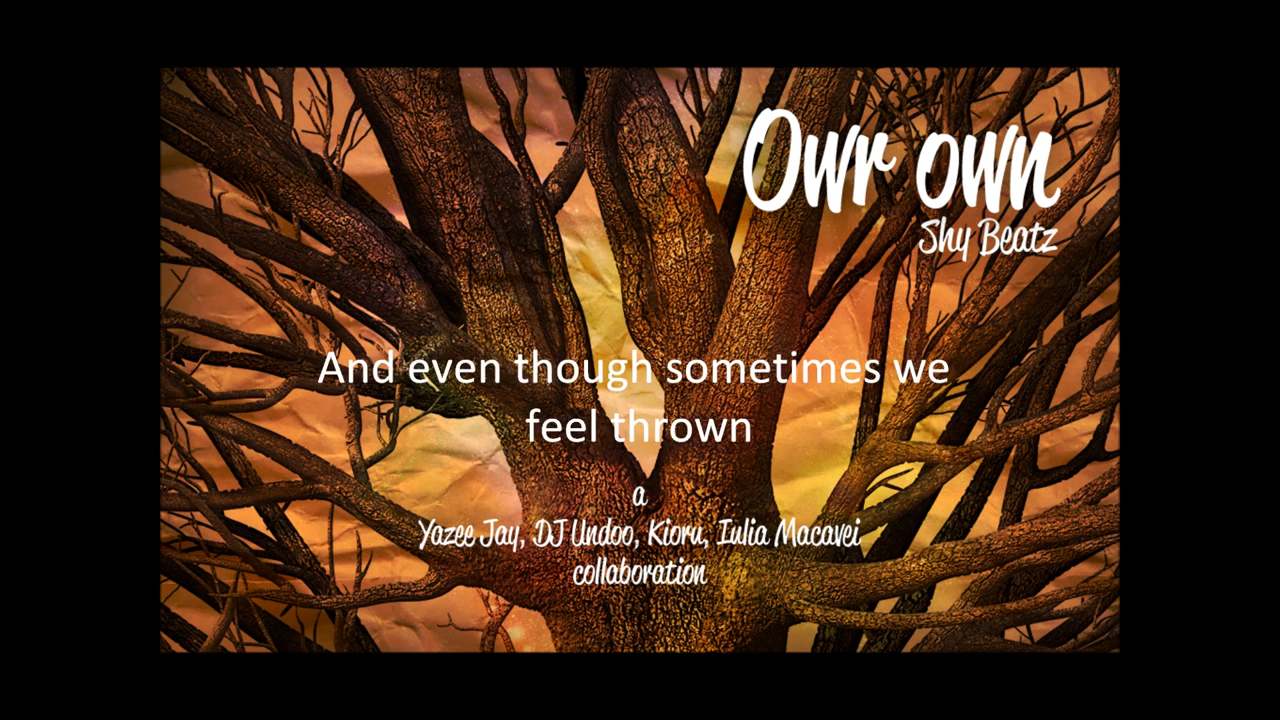 Owr own
Shy Beatz
And even though sometimes we
feel thrown
a
Yazee Jay, DJ Undoo, Kioru, Iulia Macavei
collaboration